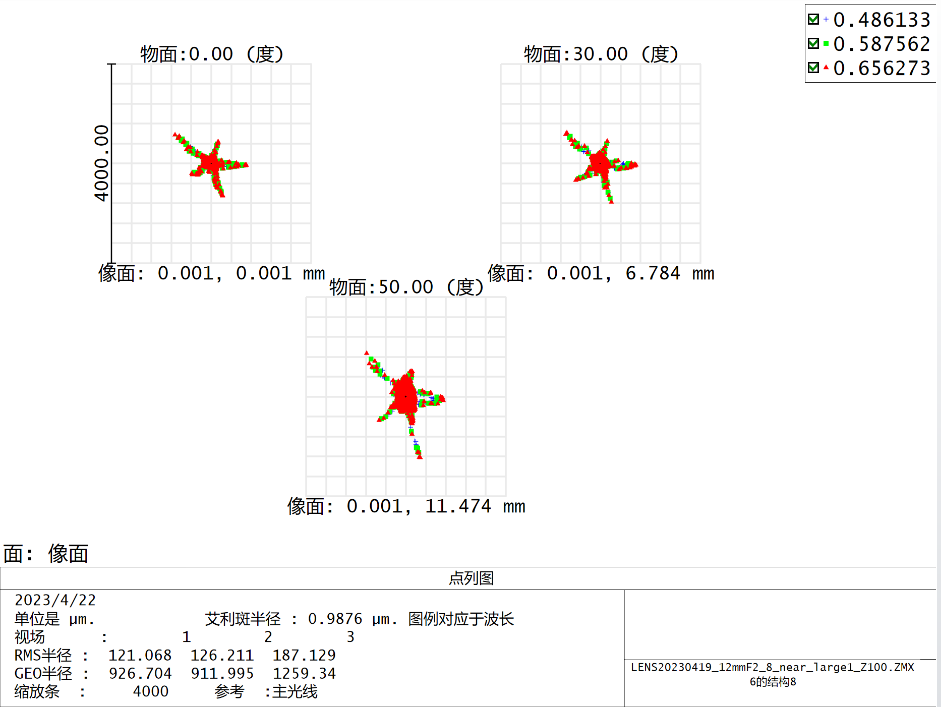 0.486133
0.587562
0.656273
物面:0.00 (度)
物面:30.00 (度)
4000.00
像面: 0.001, 0.001 mm
像面: 0.001, 6.784 mm
物面:50.00 (度)
像面: 0.001, 11.474 mm
面: 像面
点列图
2023/4/22
单位是 µm. 艾利斑半径 : 0.9876 µm. 图例对应于波长
视场 : 1 2 3
RMS半径 : 121.068 126.211 187.129
GEO半径 : 926.704 911.995 1259.34
缩放条 : 4000 参考 :主光线
LENS20230419_12mmF2_8_near_large1_Z100.ZMX
6的结构8